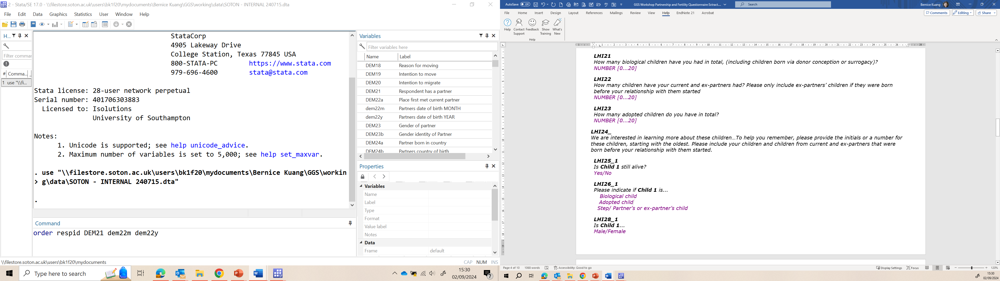 2 - Stata/SE 17.0 - \\filestore.soton.ac.uk\users\bk1f20\mydocuments\Bernice Kuang\GGS\working\data\SOTON - INTERNAL 240715.dta
File Edit Data Graphics Statistics User Window Help
H...
Filter commar
# Comma...
1 use "\\fi...
StataCorp
4905 Lakeway Drive
College Station, Texas 77845 USA
800-STATA-PC https://www.stata.com
979-696-4600 stata@stata.com
Stata license: 28-user network perpetual
Serial number: 401706303883
Licensed to: Isolutions
University of Southampton
Notes:
1. Unicode is supported; see help unicode_advice.
2. Maximum number of variables is set to 5,000; see help set_maxvar.
. use "\\filestore.soton.ac.uk\users\bk1f20\mydocuments\Bernice Kuang\GGS\workin
> g\data\SOTON - INTERNAL 240715.dta"
.
Command
order respid DEM21 dem22m dem22y
Variables
Filter variables here
Name Label
DEM18 Reason for moving
DEM19 Intention to move
DEM20 Intention to migrate
DEM21 Respondent has a partner
DEM22a Place first met current partner
dem22m Partners date of birth MONTH
dem22y Partners date of birth YEAR
DEM23 Gender of partner
DEM23b Gender identity of Partner
DEM24a Partner born in country
DEM24b Partners country of birth
Properties
Variables
Name
Label
Type
Format
Value label
Notes
Data
Frame default
\\filestore.soton.ac.uk\users\bk1f20\mydocuments
CAP NUM INS
Type here to search
17
15:30
02/09/2024
7
AutoSave Off
GGS Workshop Partnership and Fertility Questionnaire Extract....
Search
Bernice Kuang
File Home Insert Design Layout References Mailings Review View Help EndNote 21 Acrobat
Comments Editing Share
Help Contact Support Feedback Show Training What's New
Help
LHI21
How many biological children have you had in total, (including children born via donor conception or surrogacy)?
NUMBER [0...20]
LHI22
How many children have your current and ex-partners had? Please only include ex-partners’ children if they were born
before your relationship with them started
NUMBER [0...20]
LHI23
How many adopted children do you have in total?
NUMBER [0...20]
LHI24_
We are interested in learning more about these children…To help you remember, please provide the initials or a number for
these children, starting with the oldest. Please include your children and children from current and ex-partners that were
born before your relationship with them started.
LHI25_1
Is Child 1 still alive?
Yes/No
LHI26_1
Please indicate if Child 1 is...
Biological child
Adopted child
Step/ Partner’s or ex-partner’s child
LHI28_1
Is Child 1...
Male/Female
Page 4 of 10 1068 words Accessibility: Good to go
Display Settings Focus
120%
15:30
02/09/2024